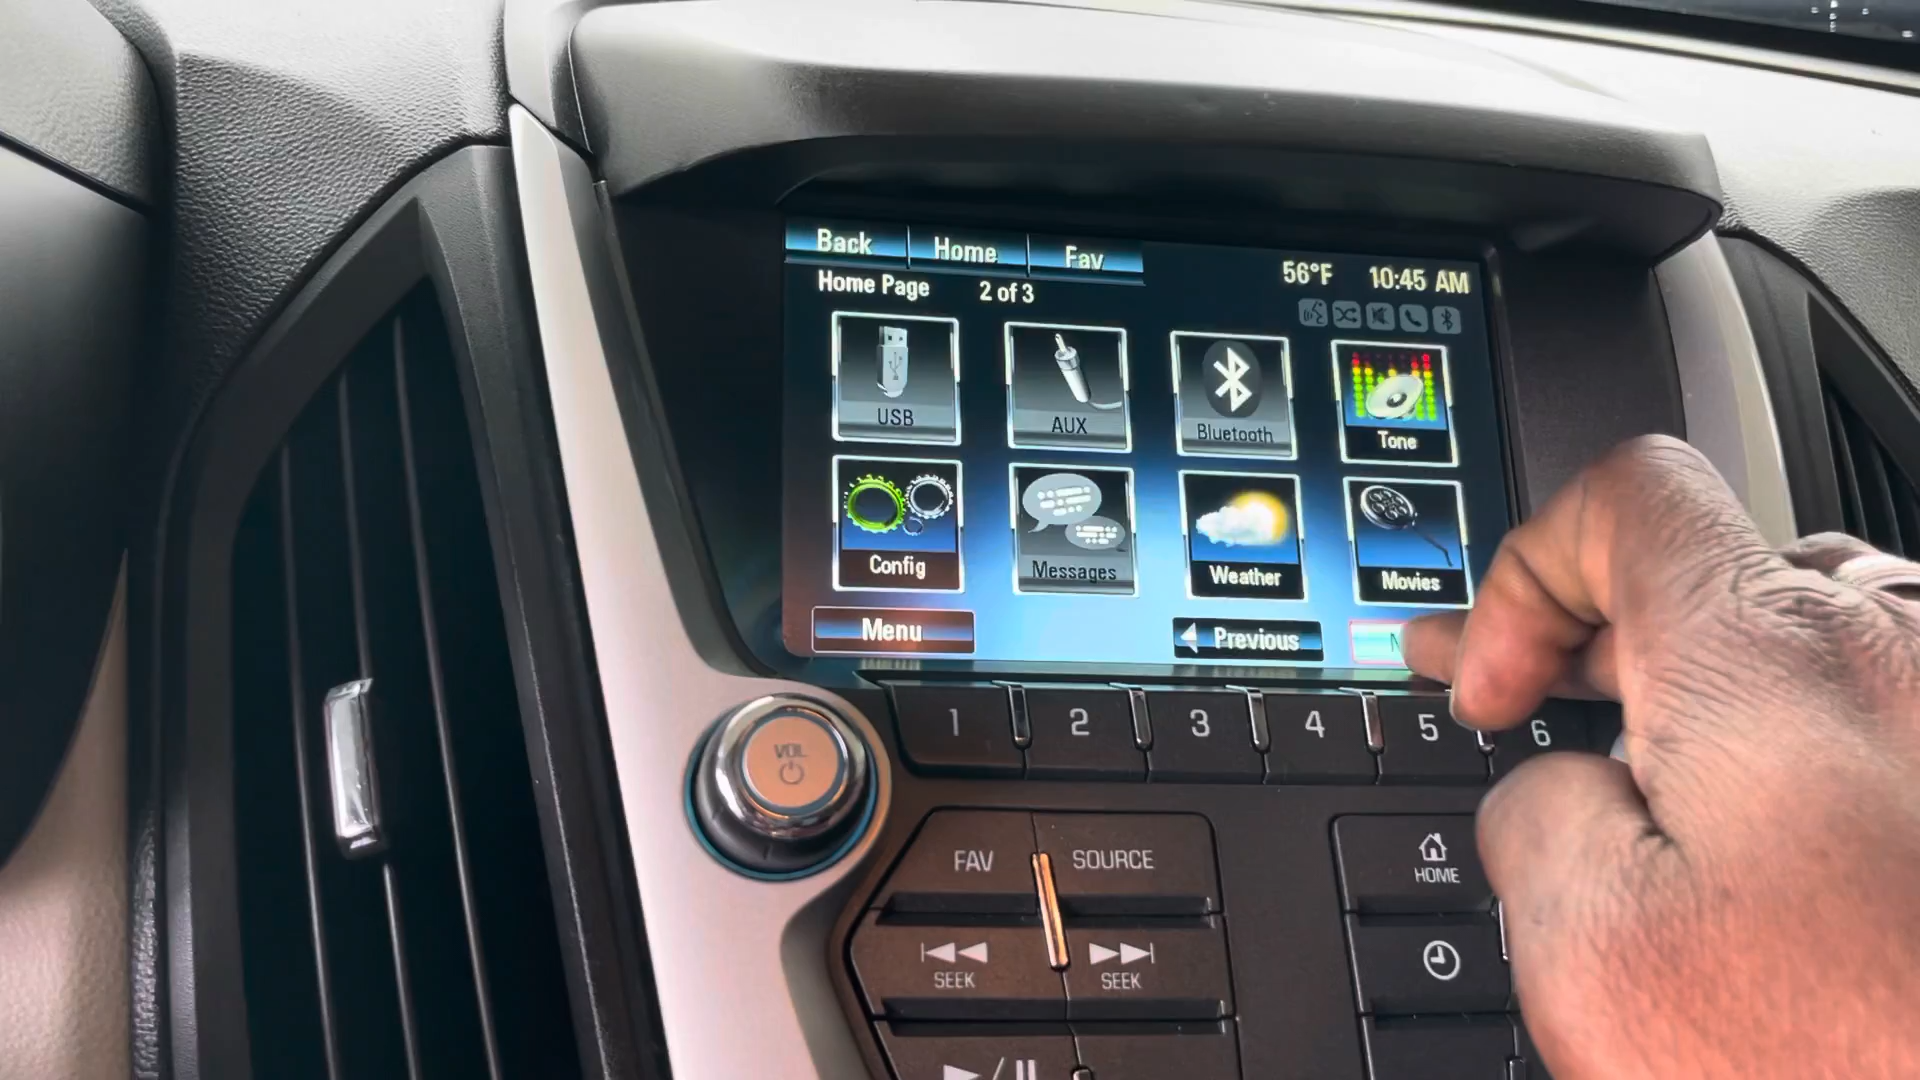 Back Home Fav
Home Page 2 of 3
56°F 10:45 AM
USB AUX Bluetooth Tone
Config Messages Weather Movies
Menu Previous
1 2 3 4 5 6
VOL
FAV SOURCE
HOME
SEEK SEEK